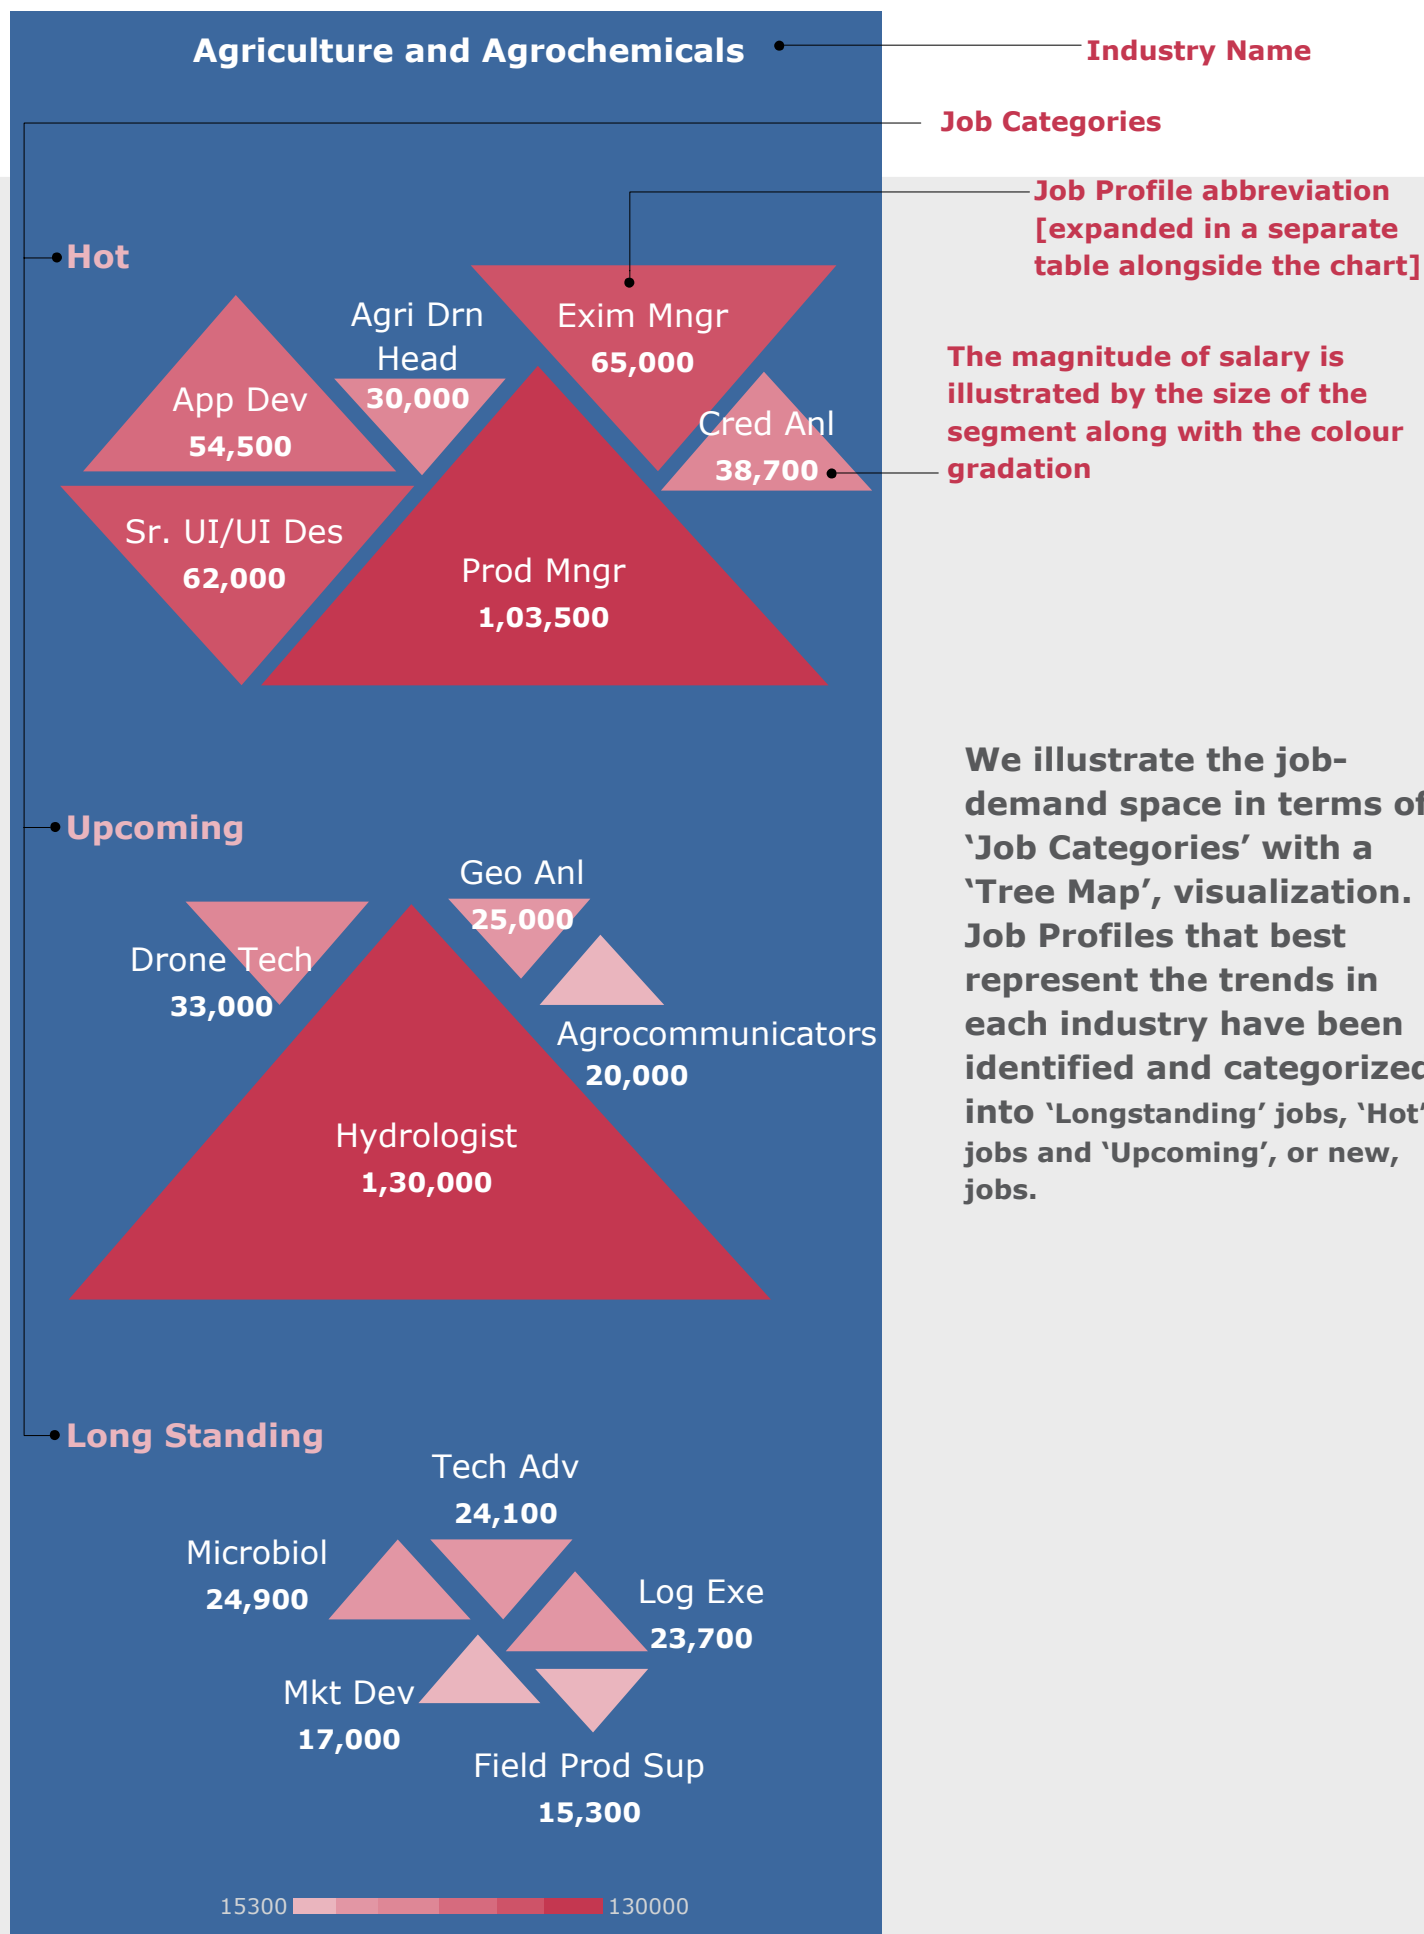 Agriculture and Agrochemicals
Industry Name
Job Categories
Job Profile abbreviation
[expanded in a separate
table alongside the chart]
Hot
Agri Drn
Head
30,000
Exim Mngr
65,000
App Dev
54,500
Cred Anl
38,700
The magnitude of salary is
illustrated by the size of the
segment along with the colour
gradation
Sr. UI/UI Des
62,000
Prod Mngr
1,03,500
We illustrate the job-
demand space in terms of
‘Job Categories’ with a
‘Tree Map’, visualization.
Job Profiles that best
represent the trends in
each industry have been
identified and categorized
into ‘Longstanding’ jobs, ‘Hot’
jobs and ‘Upcoming’, or new,
jobs.
Upcoming
Geo Anl
25,000
Drone Tech
33,000
Agrocommunicators
20,000
Hydrologist
1,30,000
Long Standing
Tech Adv
24,100
Microbiol
24,900
Log Exe
23,700
Mkt Dev
17,000
Field Prod Sup
15,300
15300 130000